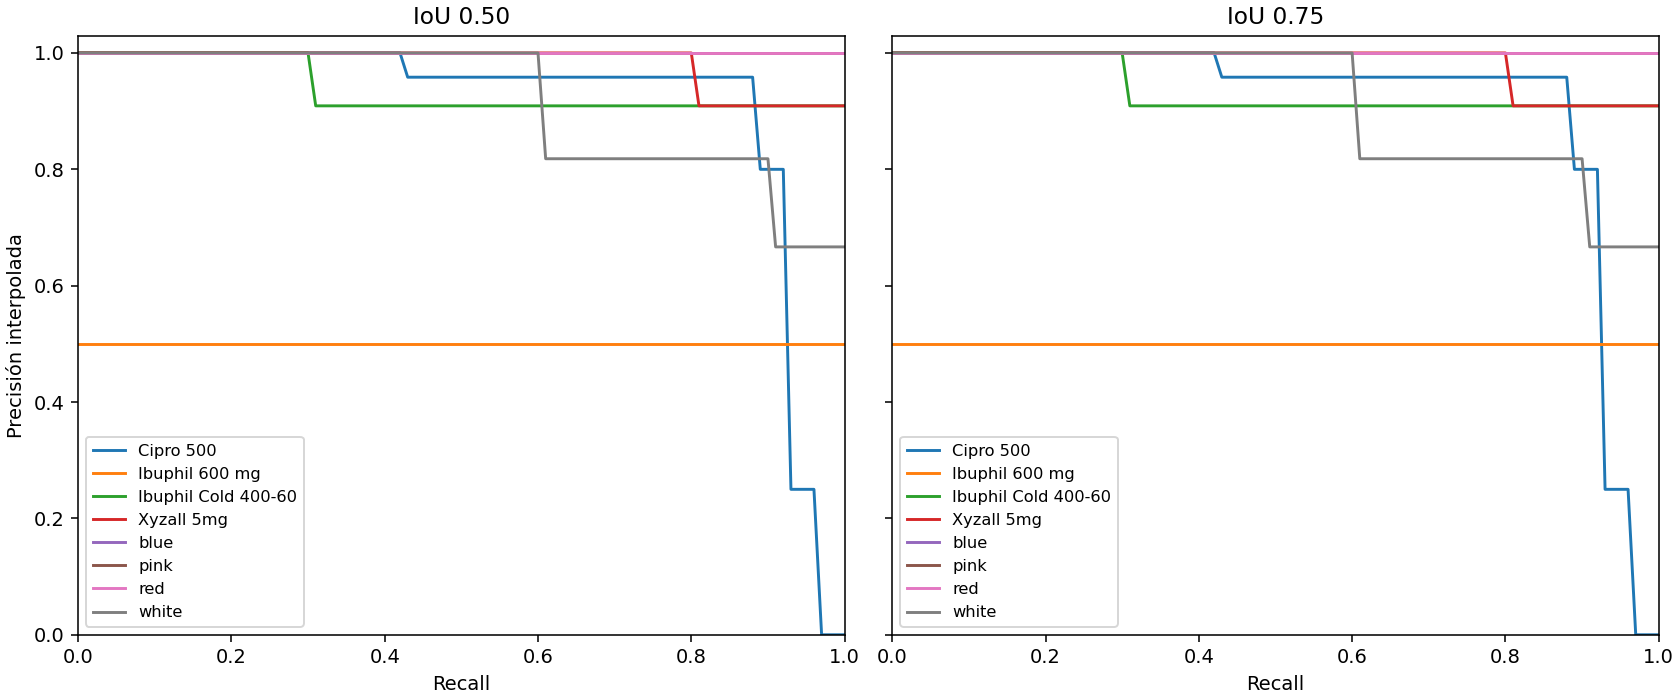 IoU 0.50
1.0
0.8
0.6
0.4
0.2
0.0
Precisión interpolada
Cipro 500
Ibuphil 600 mg
Ibuphil Cold 400-60
Xyzall 5mg
blue
pink
red
white
0.0 0.2 0.4 0.6 0.8 1.0
Recall
IoU 0.75
Cipro 500
Ibuphil 600 mg
Ibuphil Cold 400-60
Xyzall 5mg
blue
pink
red
white
0.0 0.2 0.4 0.6 0.8 1.0
Recall